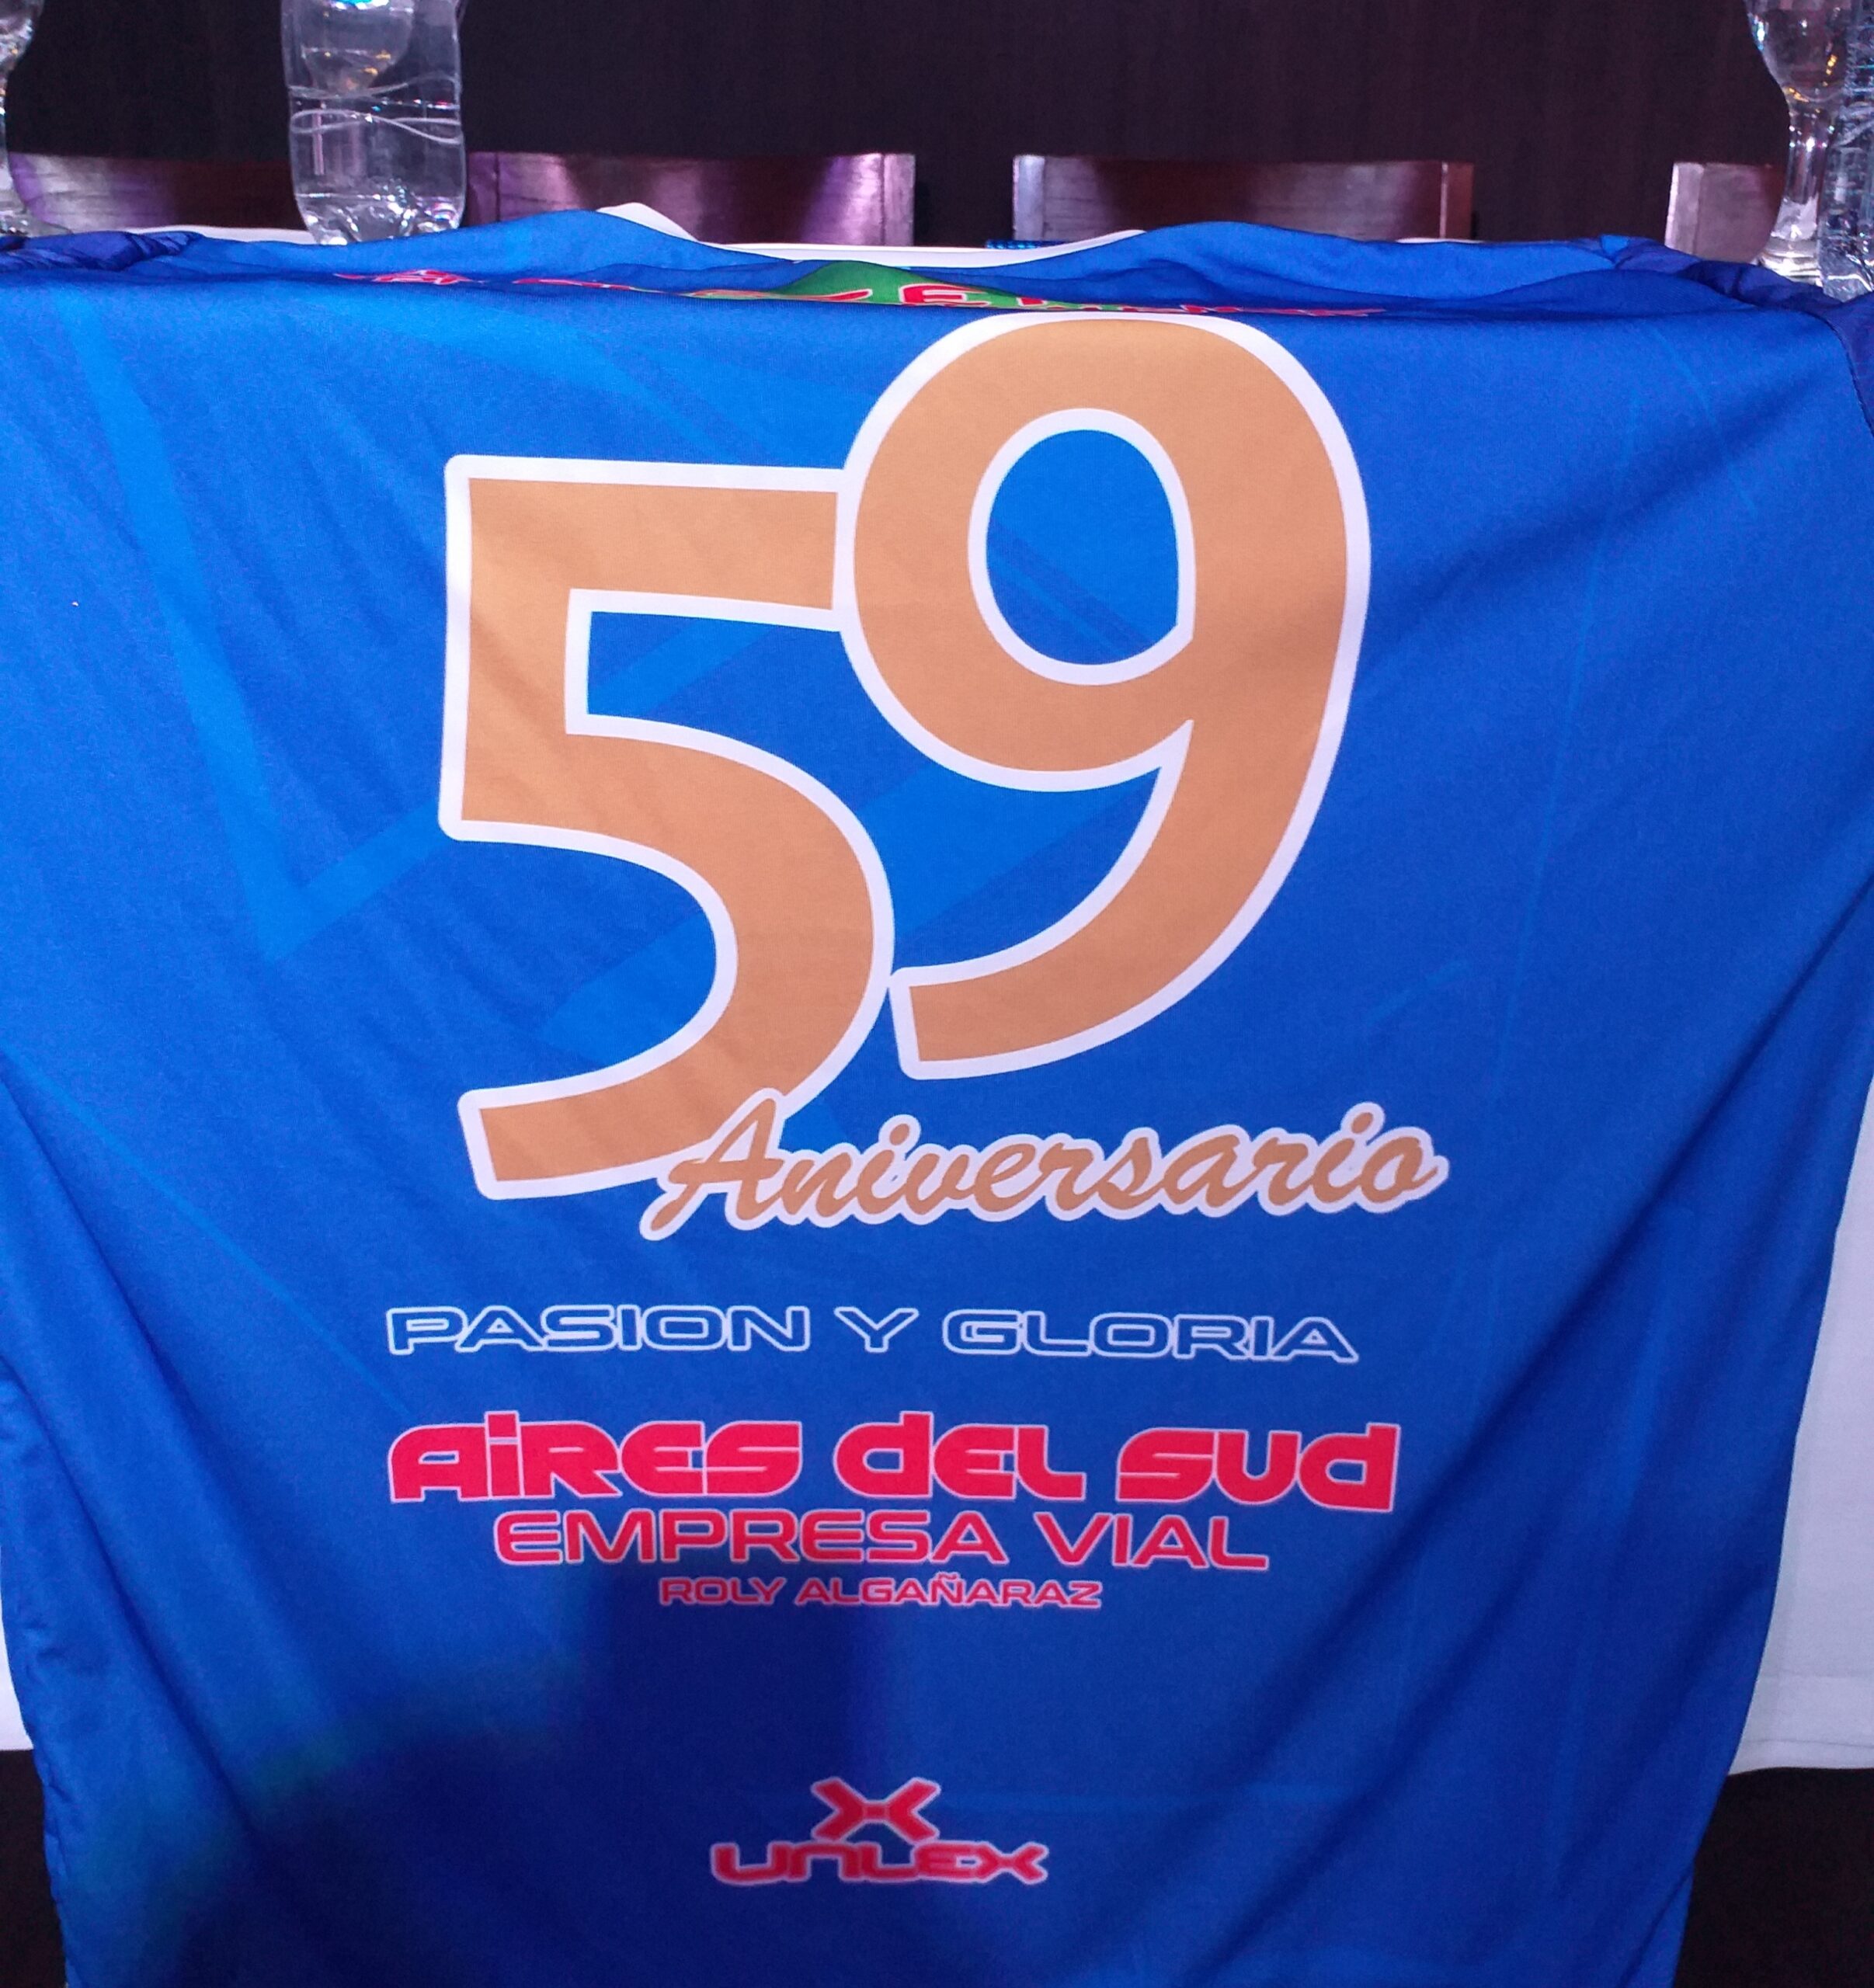 59
Aniversario
PASION Y GLORIA
AIRES DEL SUD
EMPRESA VIAL
ROLY ALGAÑARAZ
UNLEX